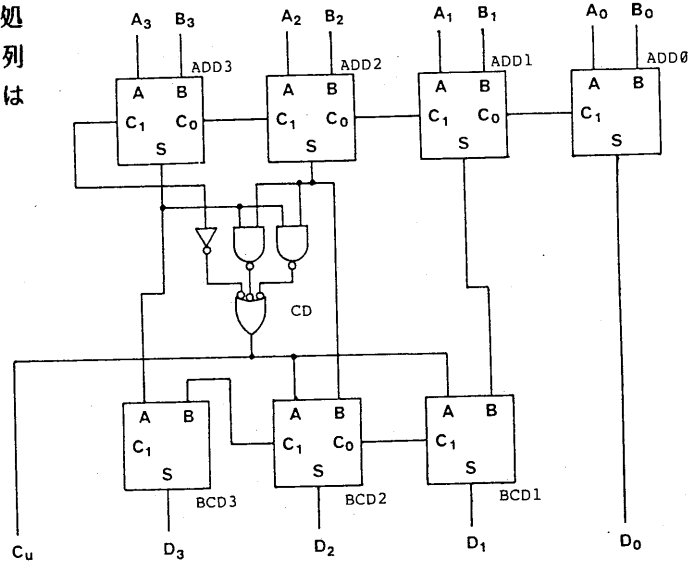 処
列
は
A₃ B₃ A₂ B₂ A₁ B₁ A₀ B₀
ADD3 ADD2 ADD1 ADD0
A B A B A B A B
C₁ C₀ C₁ C₀ C₁ C₀ C₁
S S S S
CD
A B A B A B
C₁ C₁ C₀ C₁
S S S
BCD3 BCD2 BCD1
Cu D₃ D₂ D₁ D₀